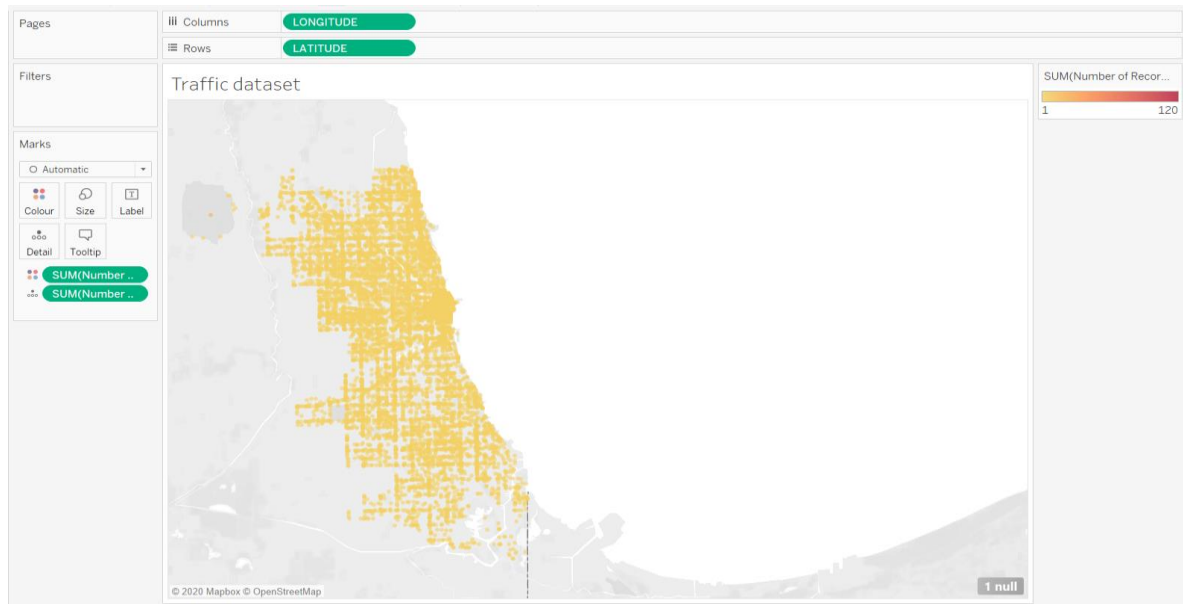 Pages
Columns
LONGITUDE
Rows
LATITUDE
Filters
Traffic dataset
SUM(Number of Recor...
1 120
Marks
Automatic
Colour Size Label
T
Detail Tooltip
SUM(Number ..
SUM(Number ..
1 null
© 2020 Mapbox © OpenStreetMap